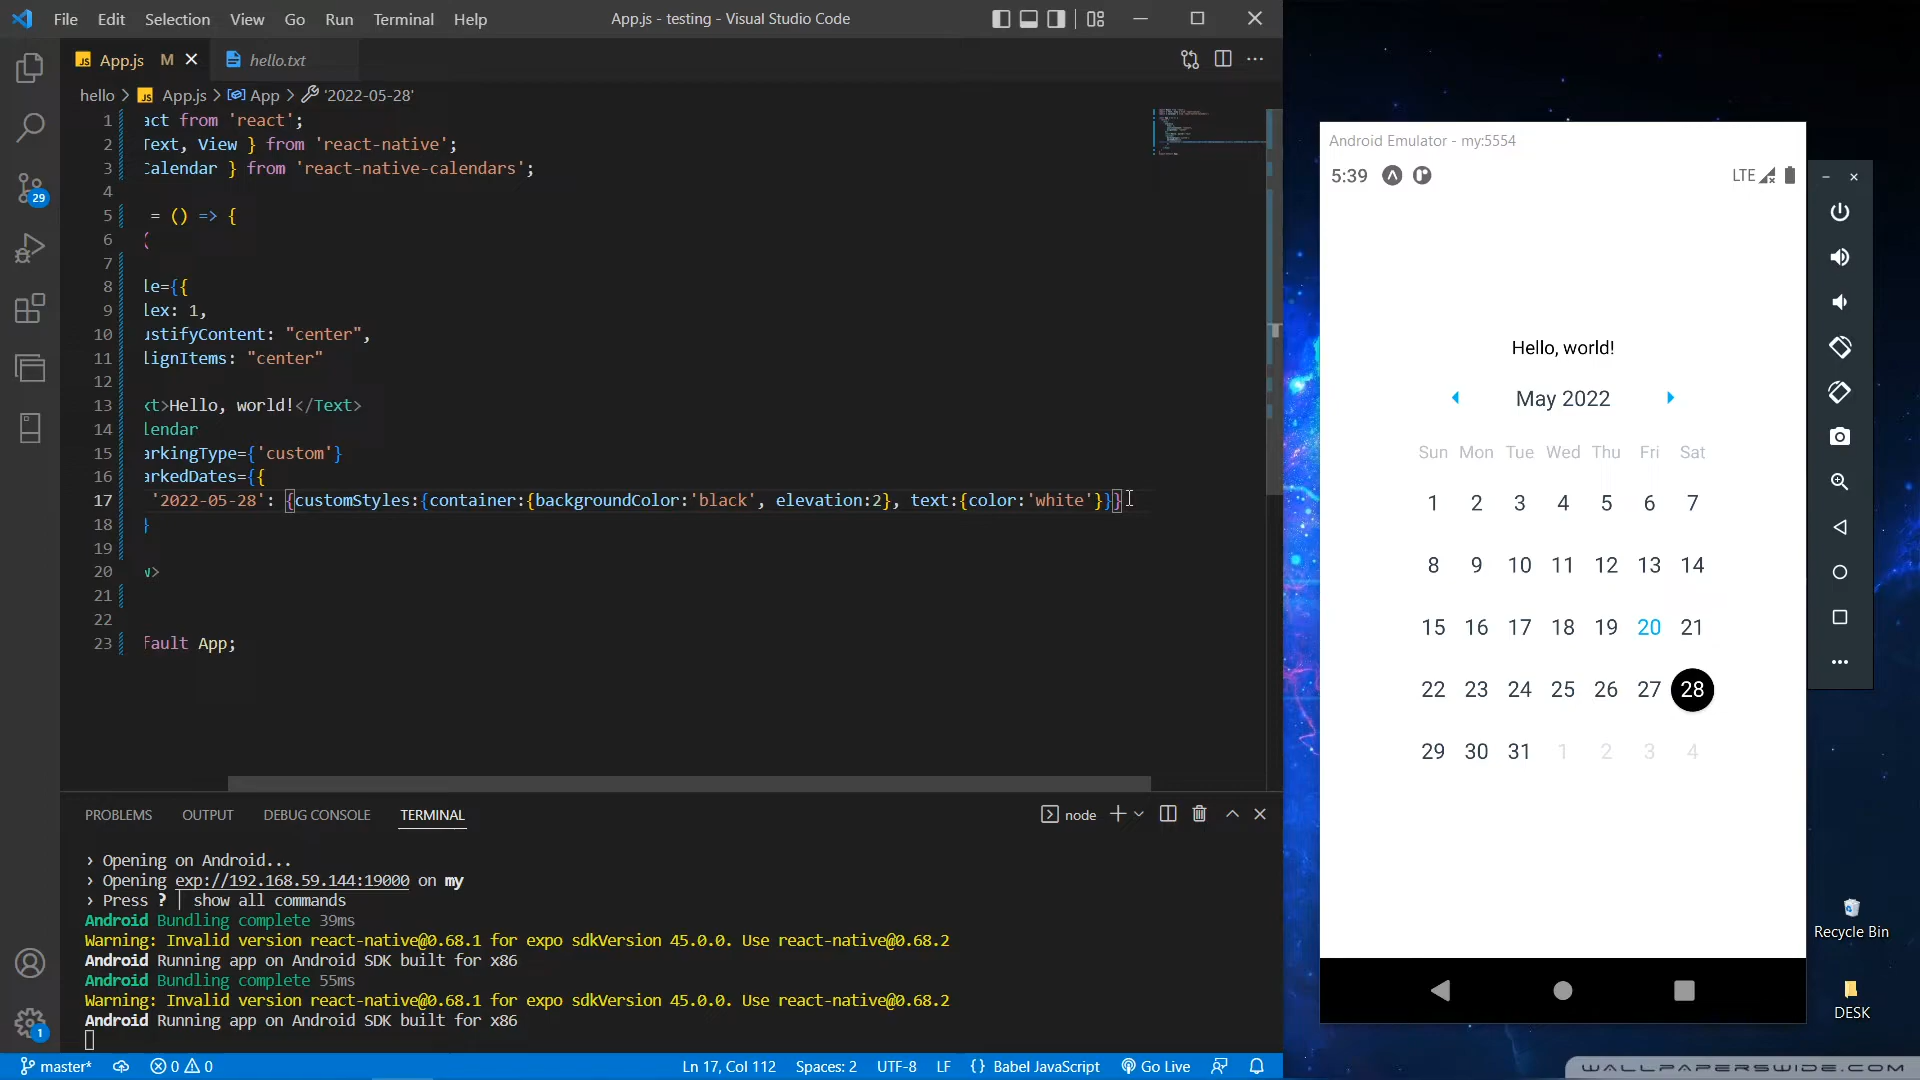 File Edit Selection View Go Run Terminal Help
App.js - testing - Visual Studio Code
App.js M
hello.txt
hello > App.js > App > '2022-05-28'
1 act from 'react';
2 Text, View } from 'react-native';
3 Calendar } from 'react-native-calendars';
4
5 = () => {
6 (
7
8 le={{
9 lex: 1,
10 ustifyContent: "center",
11 lignItems: "center"
12
13 xt>Hello, world!</Text>
14 lendar
15 arkingType={'custom'}
16 arkedDates={{
17 '2022-05-28': {customStyles:{container:{backgroundColor:'black', elevation:2}, text:{color:'white'}}}
18 }
19
20 w>
21
22
23 fault App;
29
1
PROBLEMS OUTPUT DEBUG CONSOLE TERMINAL
node
› Opening on Android...
› Opening exp://192.168.59.144:19000 on my
› Press ? │ show all commands
Android Bundling complete 39ms
Warning: Invalid version react-native@0.68.1 for expo sdkVersion 45.0.0. Use react-native@0.68.2
Android Running app on Android SDK built for x86
Android Bundling complete 55ms
Warning: Invalid version react-native@0.68.1 for expo sdkVersion 45.0.0. Use react-native@0.68.2
Android Running app on Android SDK built for x86
master* 0 0 Ln 17, Col 112 Spaces: 2 UTF-8 LF {} Babel JavaScript Go Live
Android Emulator - my:5554
5:39 LTE
Hello, world!
May 2022
Sun Mon Tue Wed Thu Fri Sat
1 2 3 4 5 6 7
8 9 10 11 12 13 14
15 16 17 18 19 20 21
22 23 24 25 26 27 28
29 30 31 1 2 3 4
Recycle Bin
DESK
WALLPAPERSWIDE.COM